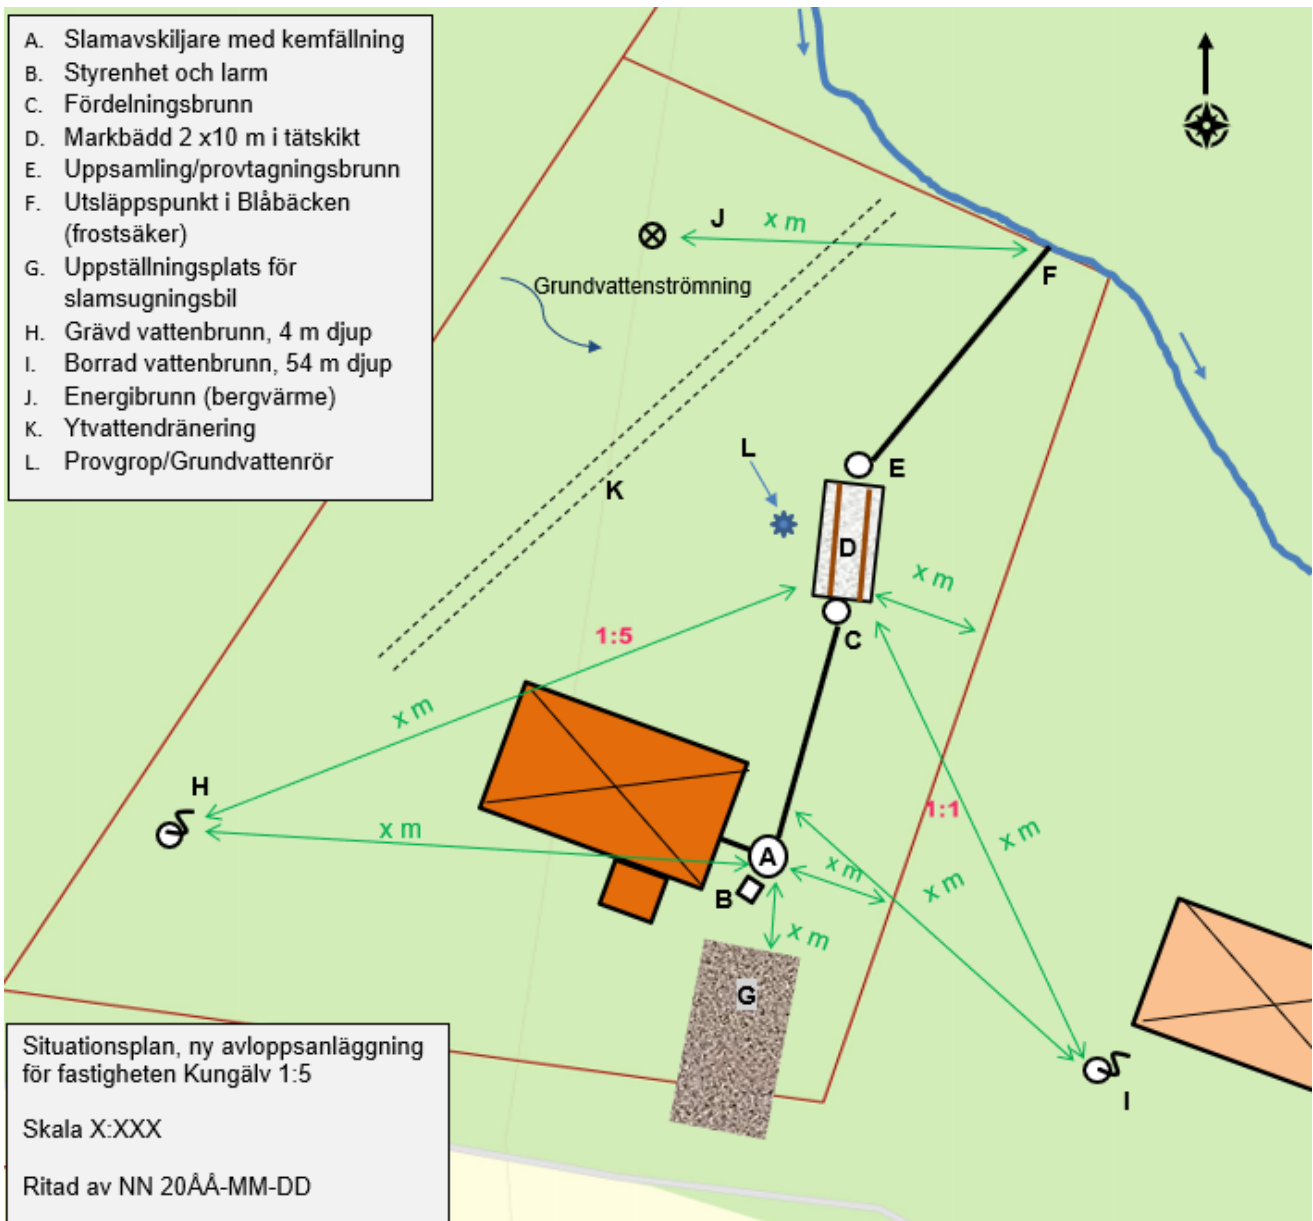 A. Slamavskiljare med kemfällning
B. Styrenhet och larm
C. Fördelningsbrunn
D. Markbädd 2 x10 m i tätskikt
E. Uppsamling/provtagningsbrunn
F. Utsläppspunkt i Blåbäcken
(frostsäker)
G. Uppställningsplats för
slamsugningsbil
H. Grävd vattenbrunn, 4 m djup
I. Borrad vattenbrunn, 54 m djup
J. Energibrunn (bergvärme)
K. Ytvattendränering
L. Provgrop/Grundvattenrör
J
x m
F
Grundvattenströmning
L
E
K
D
x m
1:5
C
x m
H
x m
1:1
x m
A
x m
x m
B
x m
G
I
Situationsplan, ny avloppsanläggning
för fastigheten Kungälv 1:5
Skala X:XXX
Ritad av NN 20ÅÅ-MM-DD